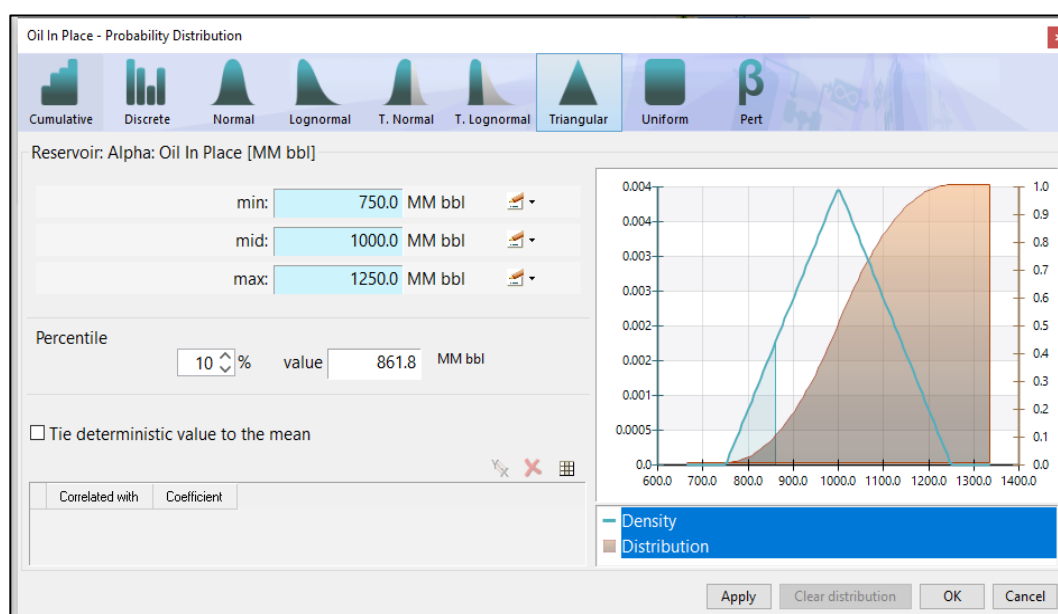 Oil In Place - Probability Distribution
Cumulative Discrete Normal Lognormal T. Normal T. Lognormal Triangular Uniform β Pert
Reservoir: Alpha: Oil In Place [MM bbl]
min: 750.0 MM bbl
mid: 1000.0 MM bbl
max: 1250.0 MM bbl
Percentile
10 % value 861.8 MM bbl
Tie deterministic value to the mean
Correlated with Coefficient
0.004
0.004
0.003
0.003
0.002
0.002
0.001
0.0005
0.0
1.0
0.9
0.8
0.7
0.6
0.5
0.4
0.3
0.2
0.1
0.0
600.0 700.0 800.0 900.0 1000.0 1100.0 1200.0 1300.0 1400.0
Density
Distribution
Apply Clear distribution OK Cancel